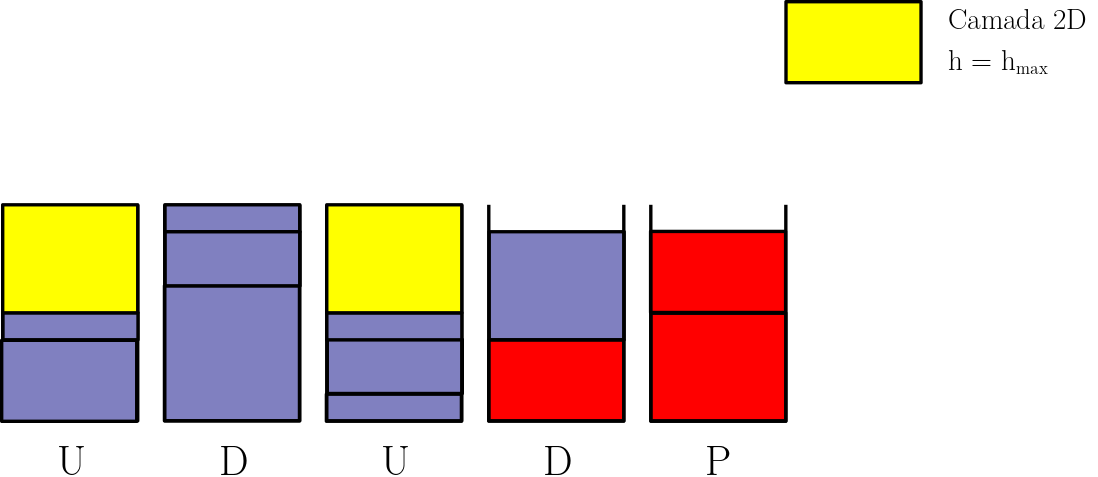 Camada 2D
h = hmax
U D U D P